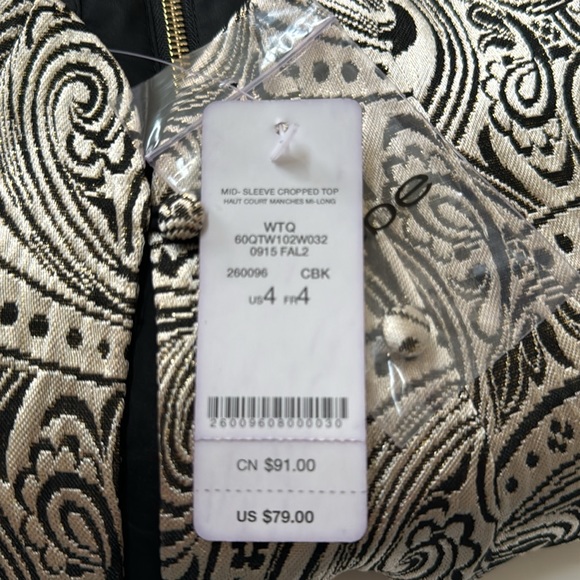 MID- SLEEVE CROPPED TOP
HAUT COURT MANCHES MI-LONG
WTQ
60QTW102W032
0915 FAL2
260096 CBK
US4 FR4
26009608000030
CN $91.00
US $79.00
be